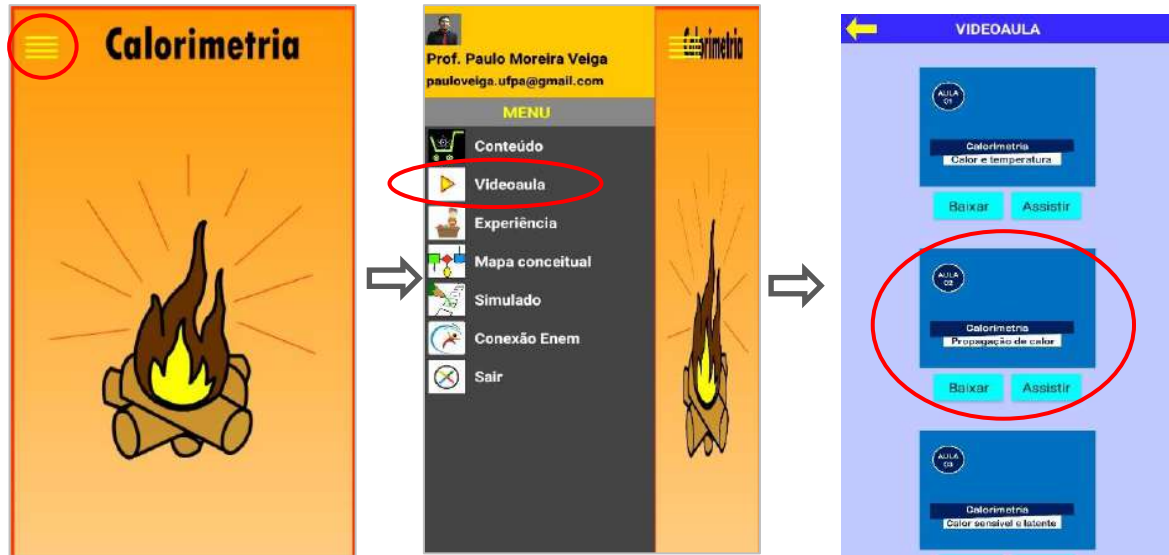 Calorimetria
Prof. Paulo Moreira Veiga
pauloveiga.ufpa@gmail.com
MENU
Conteúdo
Videoaula
Experiência
Mapa conceitual
Simulado
Conexão Enem
Sair
Calorimetria
VIDEOAULA
AULA
01
Calorimetria
Calor e temperatura
Baixar Assistir
AULA
02
Calorimetria
Propagação de calor
Baixar Assistir
AULA
03
Calorimetria
Calor sensível e latente